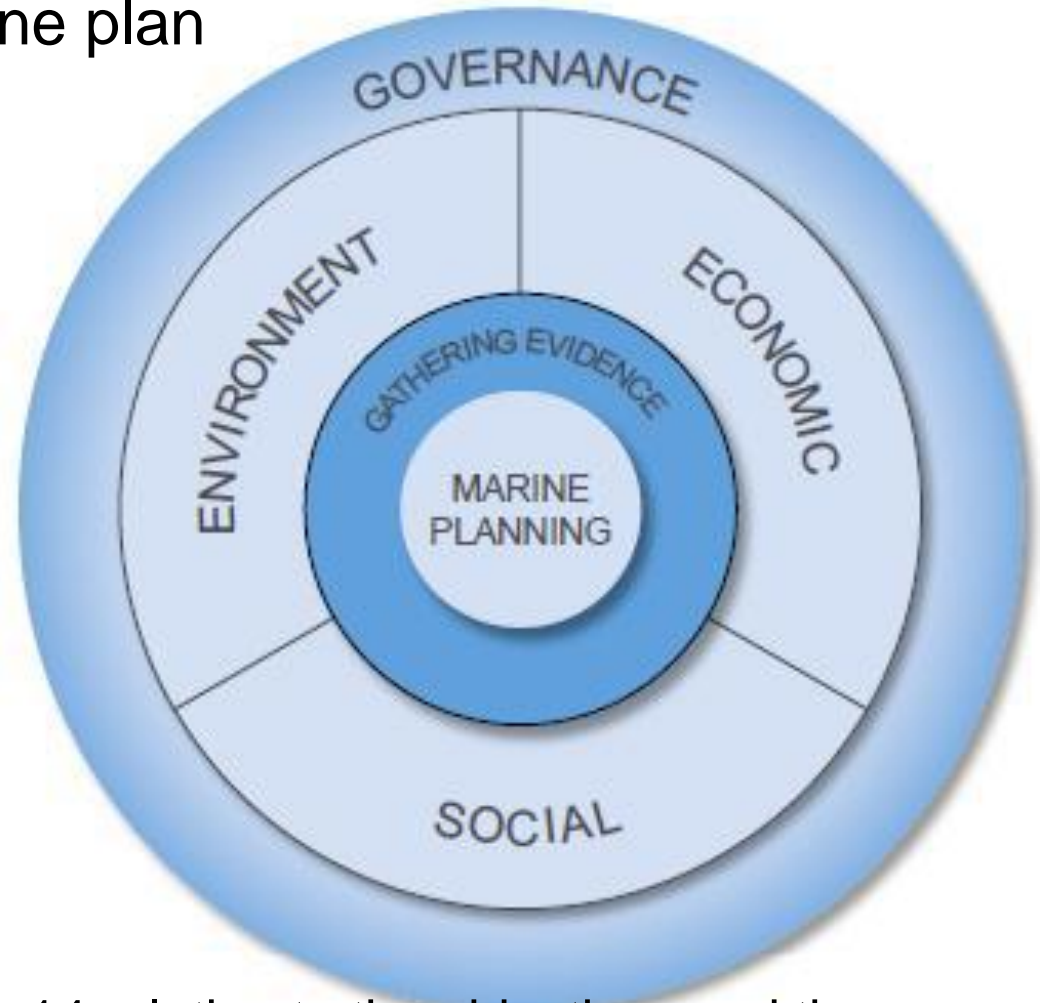 ne plan
GOVERNANCE
ENVIRONMENT
ECONOMIC
GATHERING EVIDENCE
MARINE
PLANNING
SOCIAL